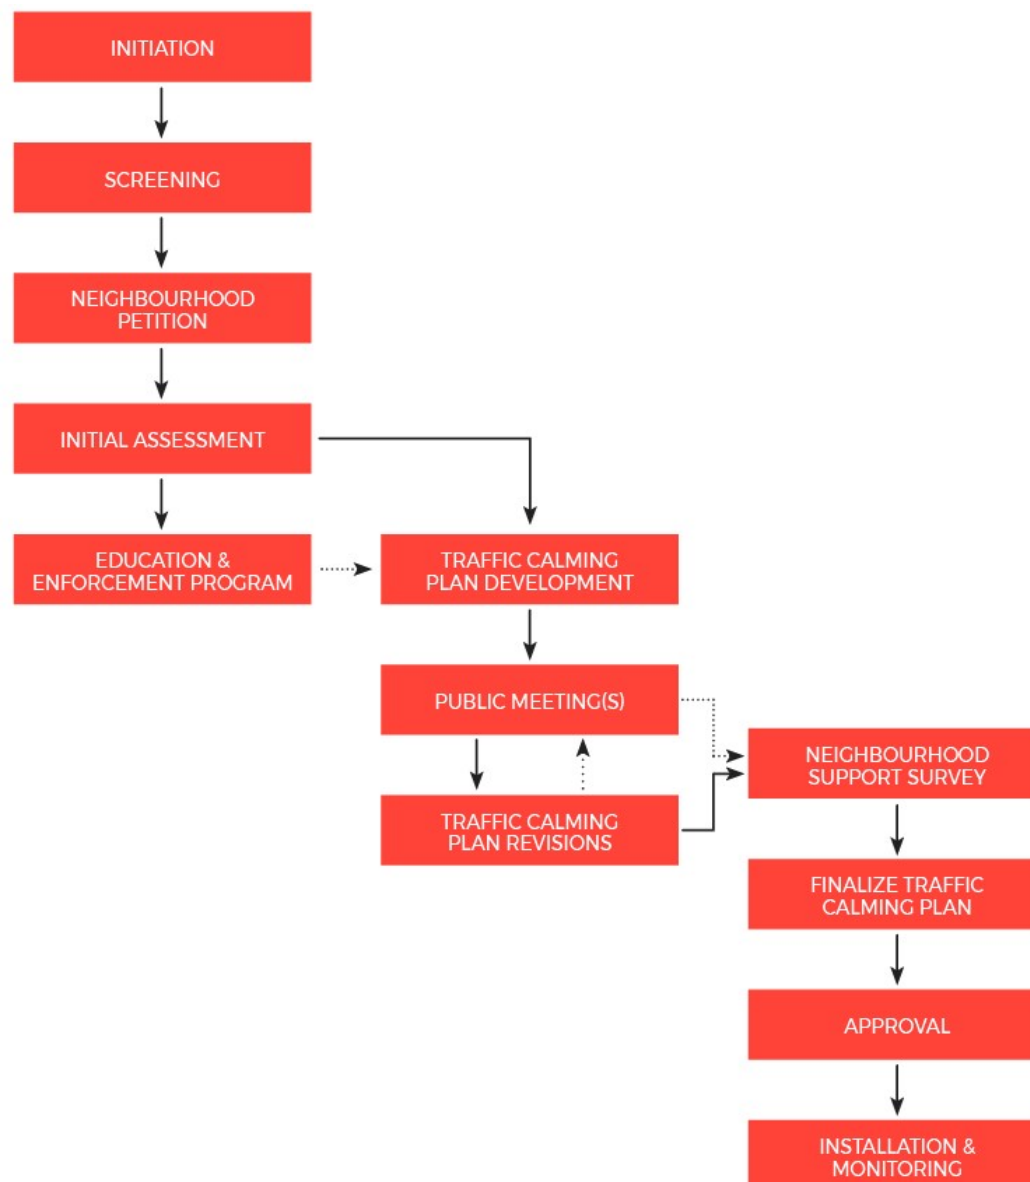 INITIATION
SCREENING
NEIGHBOURHOOD
PETITION
INITIAL ASSESSMENT
EDUCATION &
ENFORCEMENT PROGRAM
TRAFFIC CALMING
PLAN DEVELOPMENT
PUBLIC MEETING(S)
TRAFFIC CALMING
PLAN REVISIONS
NEIGHBOURHOOD
SUPPORT SURVEY
FINALIZE TRAFFIC
CALMING PLAN
APPROVAL
INSTALLATION &
MONITORING